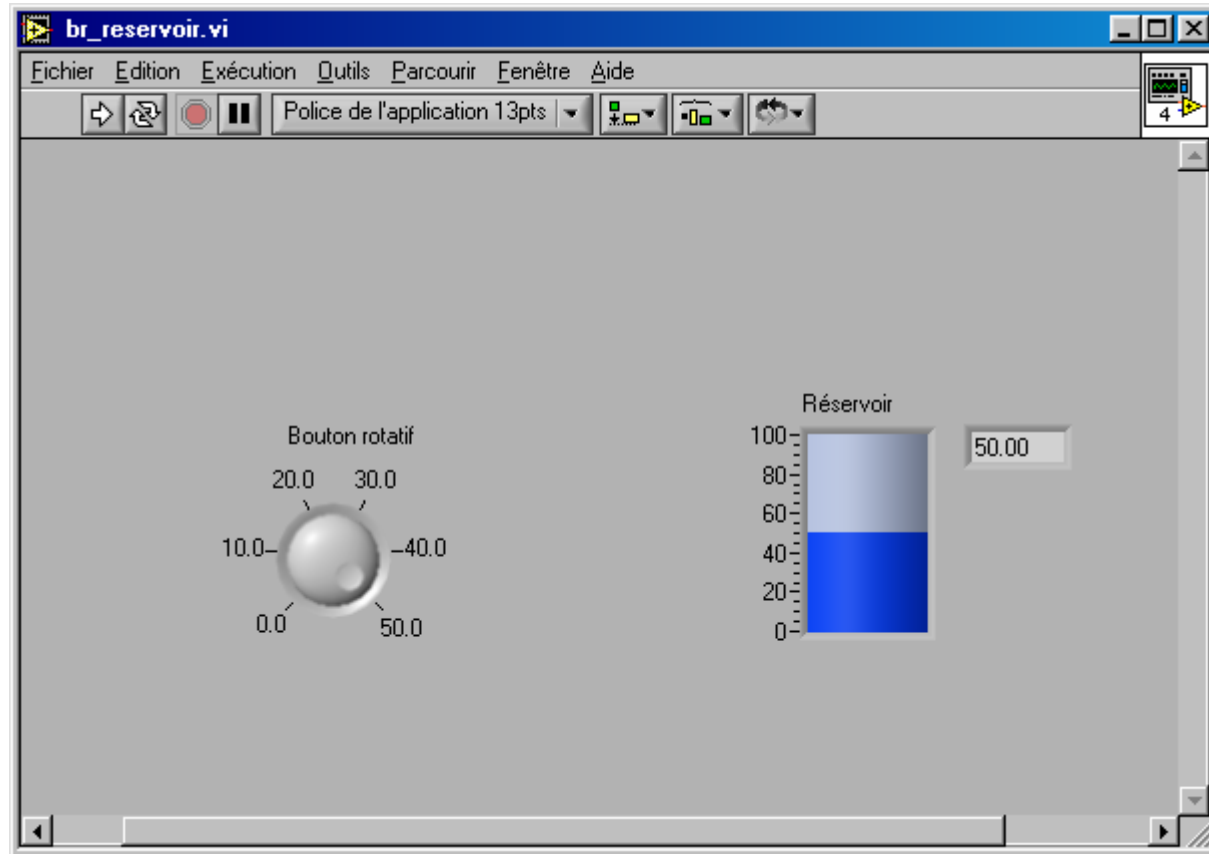 br_reservoir.vi
Fichier Edition Exécution Outils Parcourir Fenêtre Aide
Police de l'application 13pts
4
Réservoir
Bouton rotatif
100
50.00
20.0 30.0
80
60
10.0 40.0
40
20
0.0 50.0
0